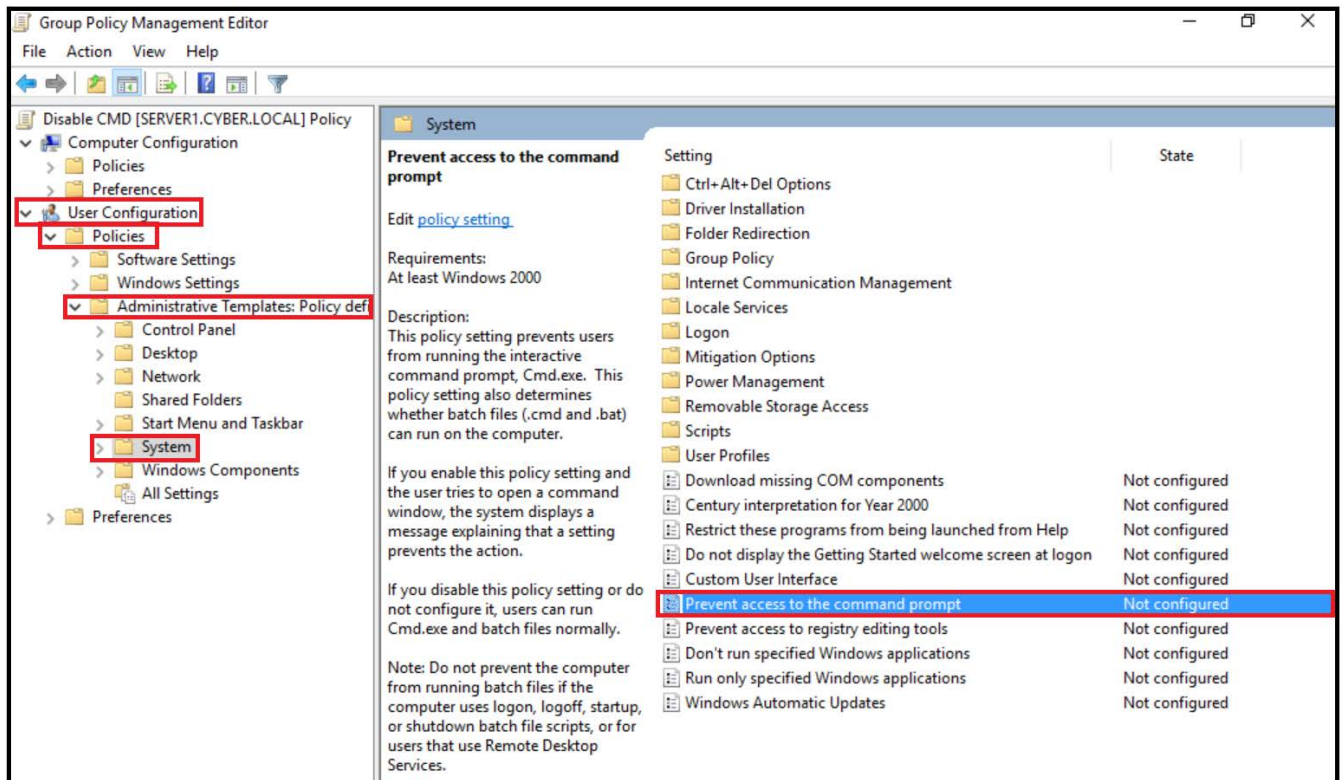 Group Policy Management Editor
File Action View Help
Disable CMD [SERVER1.CYBER.LOCAL] Policy
Computer Configuration
Policies
Preferences
User Configuration
Policies
Software Settings
Windows Settings
Administrative Templates: Policy defi
Control Panel
Desktop
Network
Shared Folders
Start Menu and Taskbar
System
Windows Components
All Settings
Preferences
System
Prevent access to the command
prompt
Edit policy setting
Requirements:
At least Windows 2000
Description:
This policy setting prevents users
from running the interactive
command prompt, Cmd.exe. This
policy setting also determines
whether batch files (.cmd and .bat)
can run on the computer.
If you enable this policy setting and
the user tries to open a command
window, the system displays a
message explaining that a setting
prevents the action.
If you disable this policy setting or do
not configure it, users can run
Cmd.exe and batch files normally.
Note: Do not prevent the computer
from running batch files if the
computer uses logon, logoff, startup,
or shutdown batch file scripts, or for
users that use Remote Desktop
Services.
Setting State
Ctrl+Alt+Del Options
Driver Installation
Folder Redirection
Group Policy
Internet Communication Management
Locale Services
Logon
Mitigation Options
Power Management
Removable Storage Access
Scripts
User Profiles
Download missing COM components Not configured
Century interpretation for Year 2000 Not configured
Restrict these programs from being launched from Help Not configured
Do not display the Getting Started welcome screen at logon Not configured
Custom User Interface Not configured
Prevent access to the command prompt Not configured
Prevent access to registry editing tools Not configured
Don't run specified Windows applications Not configured
Run only specified Windows applications Not configured
Windows Automatic Updates Not configured